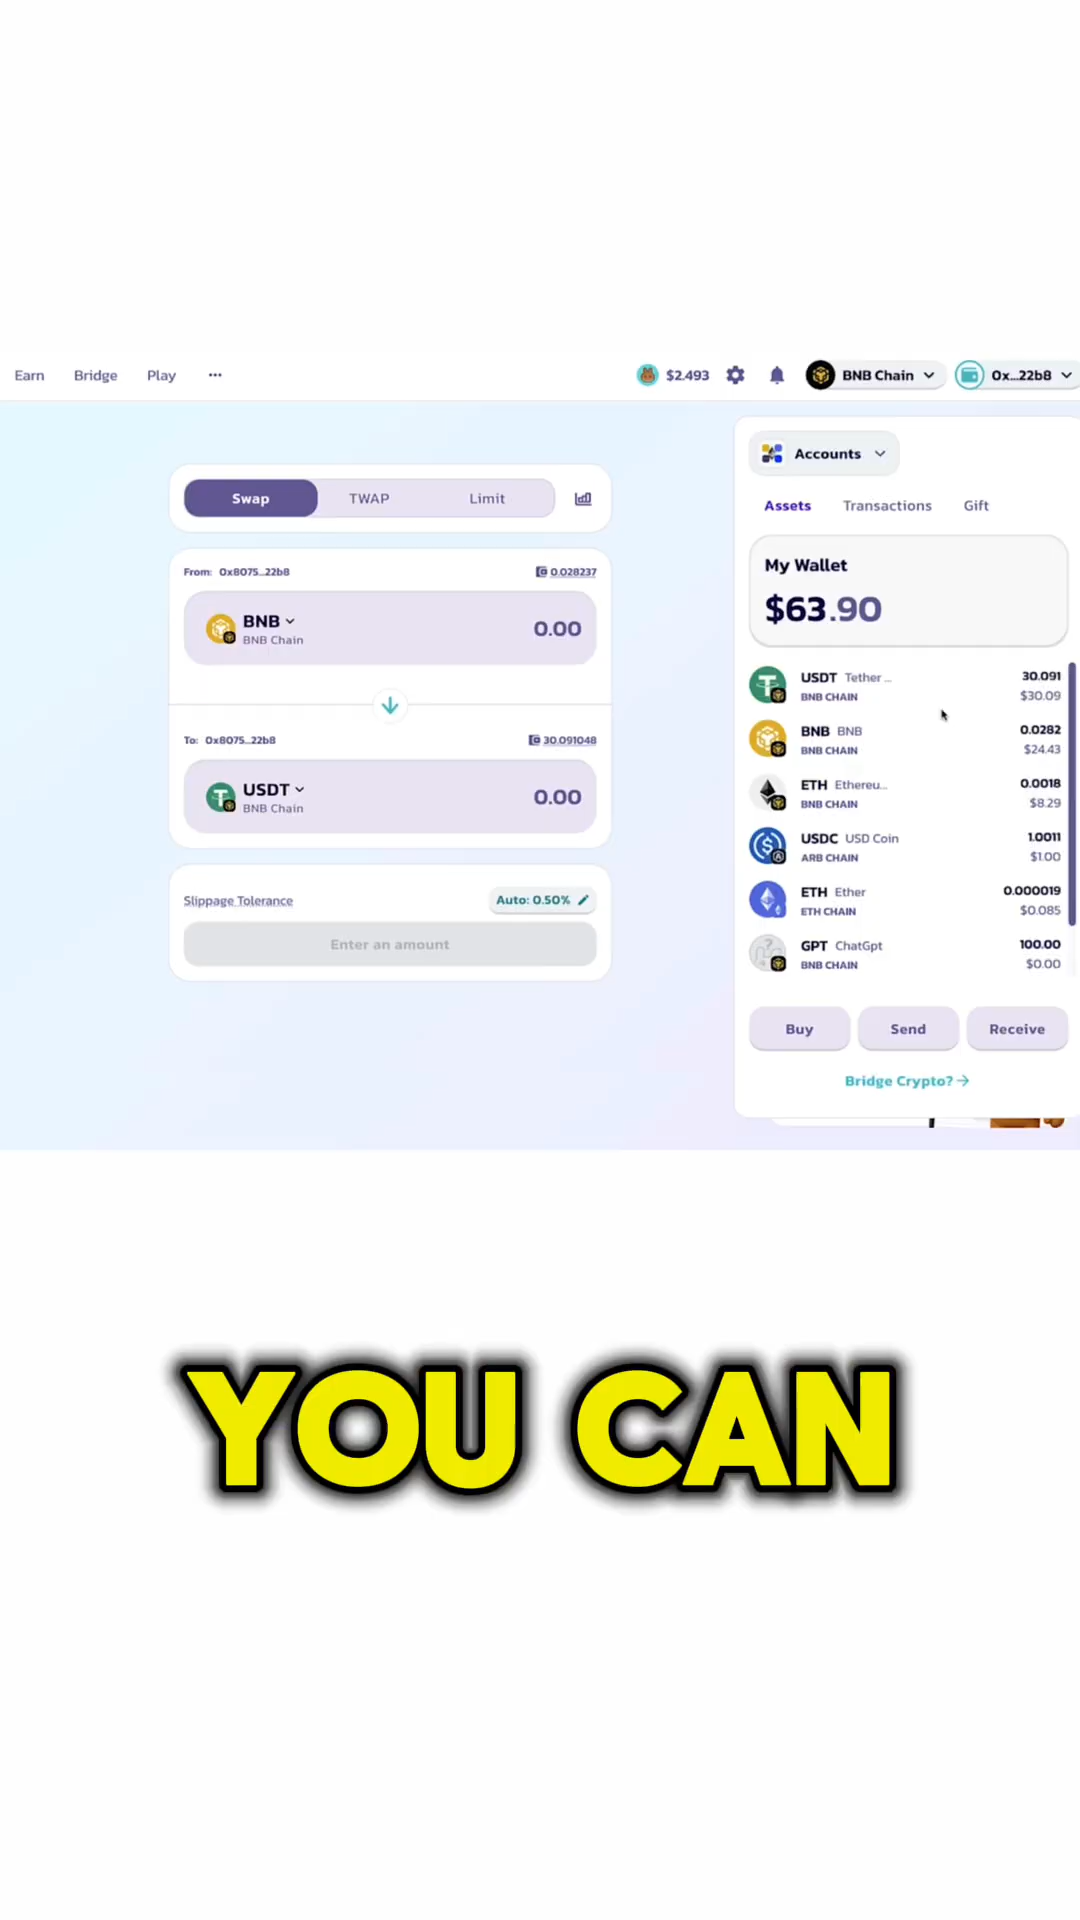 Earn Bridge Play ... $2.493 BNB Chain 0x...22b8
Accounts
Swap TWAP Limit
Assets Transactions Gift
From: 0x8075...22b8 0.028237
My Wallet
$63.90
BNB 0.00
BNB Chain
USDT Tether ... 30.091
BNB CHAIN $30.09
To: 0x8075...22b8 30.091048
BNB BNB 0.0282
BNB CHAIN $24.43
USDT 0.00
BNB Chain
ETH Ethereu... 0.0018
BNB CHAIN $8.29
USDC USD Coin 1.0011
ARB CHAIN $1.00
Slippage Tolerance Auto: 0.50%
ETH Ether 0.000019
ETH CHAIN $0.085
Enter an amount
GPT ChatGpt 100.00
BNB CHAIN $0.00
Buy Send Receive
Bridge Crypto?
YOU CAN